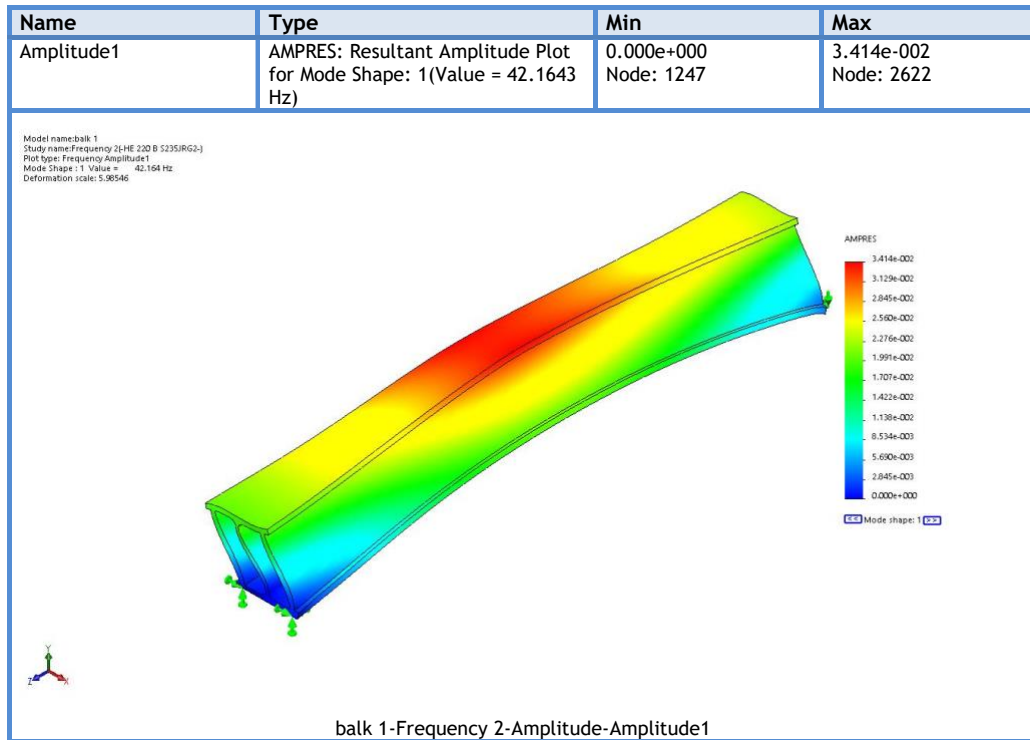 Name Type Min Max
Amplitude1 AMPRES: Resultant Amplitude Plot 0.000e+000 3.414e-002
for Mode Shape: 1(Value = 42.1643 Node: 1247 Node: 2622
Hz)
Model name:balk 1
Study name:Frequency 2(-HE 220 B S235JRG2-)
Plot type: Frequency Amplitude1
Mode Shape : 1 Value = 42.164 Hz
Deformation scale: 5.98546
AMPRES
3.414e-002
3.129e-002
2.845e-002
2.560e-002
2.276e-002
1.991e-002
1.707e-002
1.422e-002
1.138e-002
8.534e-003
5.690e-003
2.845e-003
0.000e+000
<< Mode shape: 1 >>
Y
Z X
balk 1-Frequency 2-Amplitude-Amplitude1